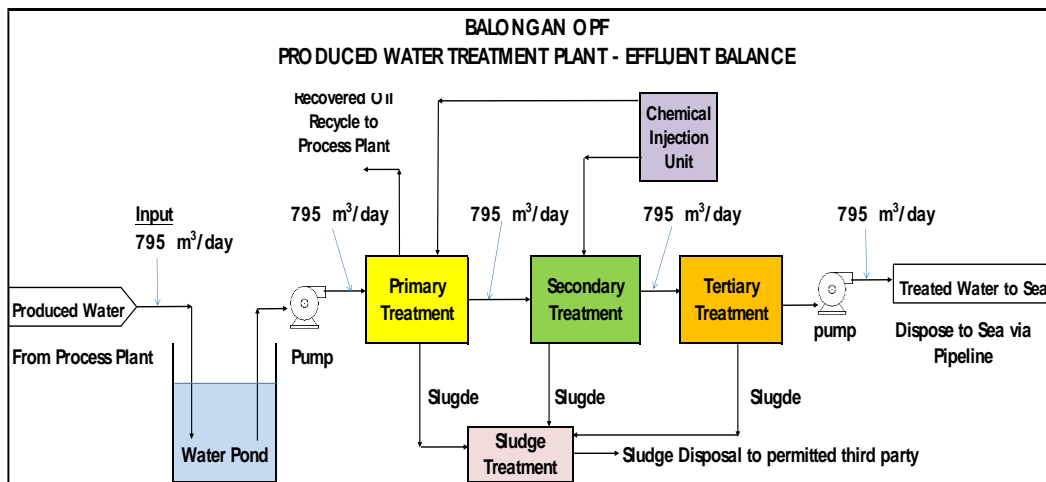 BALONGAN OPF
PRODUCED WATER TREATMENT PLANT - EFFLUENT BALANCE
Recovered Oil
Recycle to
Process Plant
Chemical
Injection
Unit
Input
795 m³/day
795 m³/day
795 m³/day
795 m³/day
795 m³/day
Produced Water
From Process Plant
Water Pond
Pump
Primary
Treatment
Secondary
Treatment
Tertiary
Treatment
pump
Treated Water to Sea
Dispose to Sea via
Pipeline
Slugde
Slugde
Slugde
Sludge
Treatment
Sludge Disposal to permitted third party